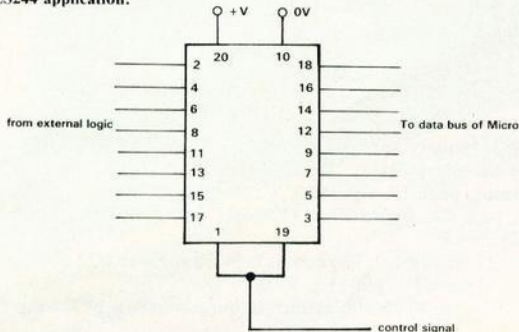 application.
+V 0V
20 10
2 18
4 16
6 14
from external logic 8 12 To data bus of Micro
11 9
13 7
15 5
17 3
1 19
control signal